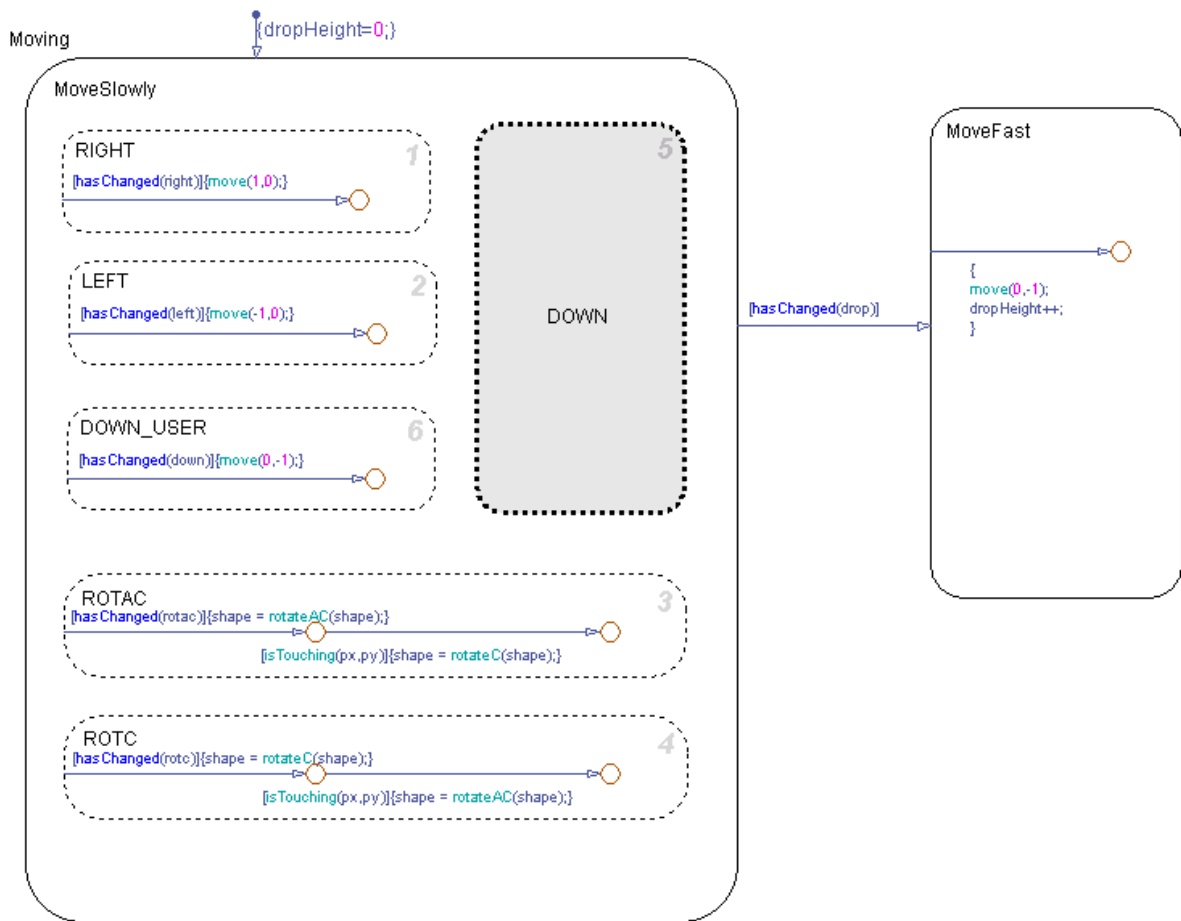 {dropHeight=0;}
Moving
MoveSlowly
RIGHT
1
[hasChanged(right)]{move(1,0);}
LEFT
2
[hasChanged(left)]{move(-1,0);}
DOWN_USER
6
[hasChanged(down)]{move(0,-1);}
5
DOWN
ROTAC
3
[hasChanged(rotac)]{shape = rotateAC(shape);}
[isTouching(px,py)]{shape = rotateC(shape);}
ROTC
4
[hasChanged(rotc)]{shape = rotateC(shape);}
[isTouching(px,py)]{shape = rotateAC(shape);}
[hasChanged(drop)]
MoveFast
{
move(0,-1);
dropHeight++;
}